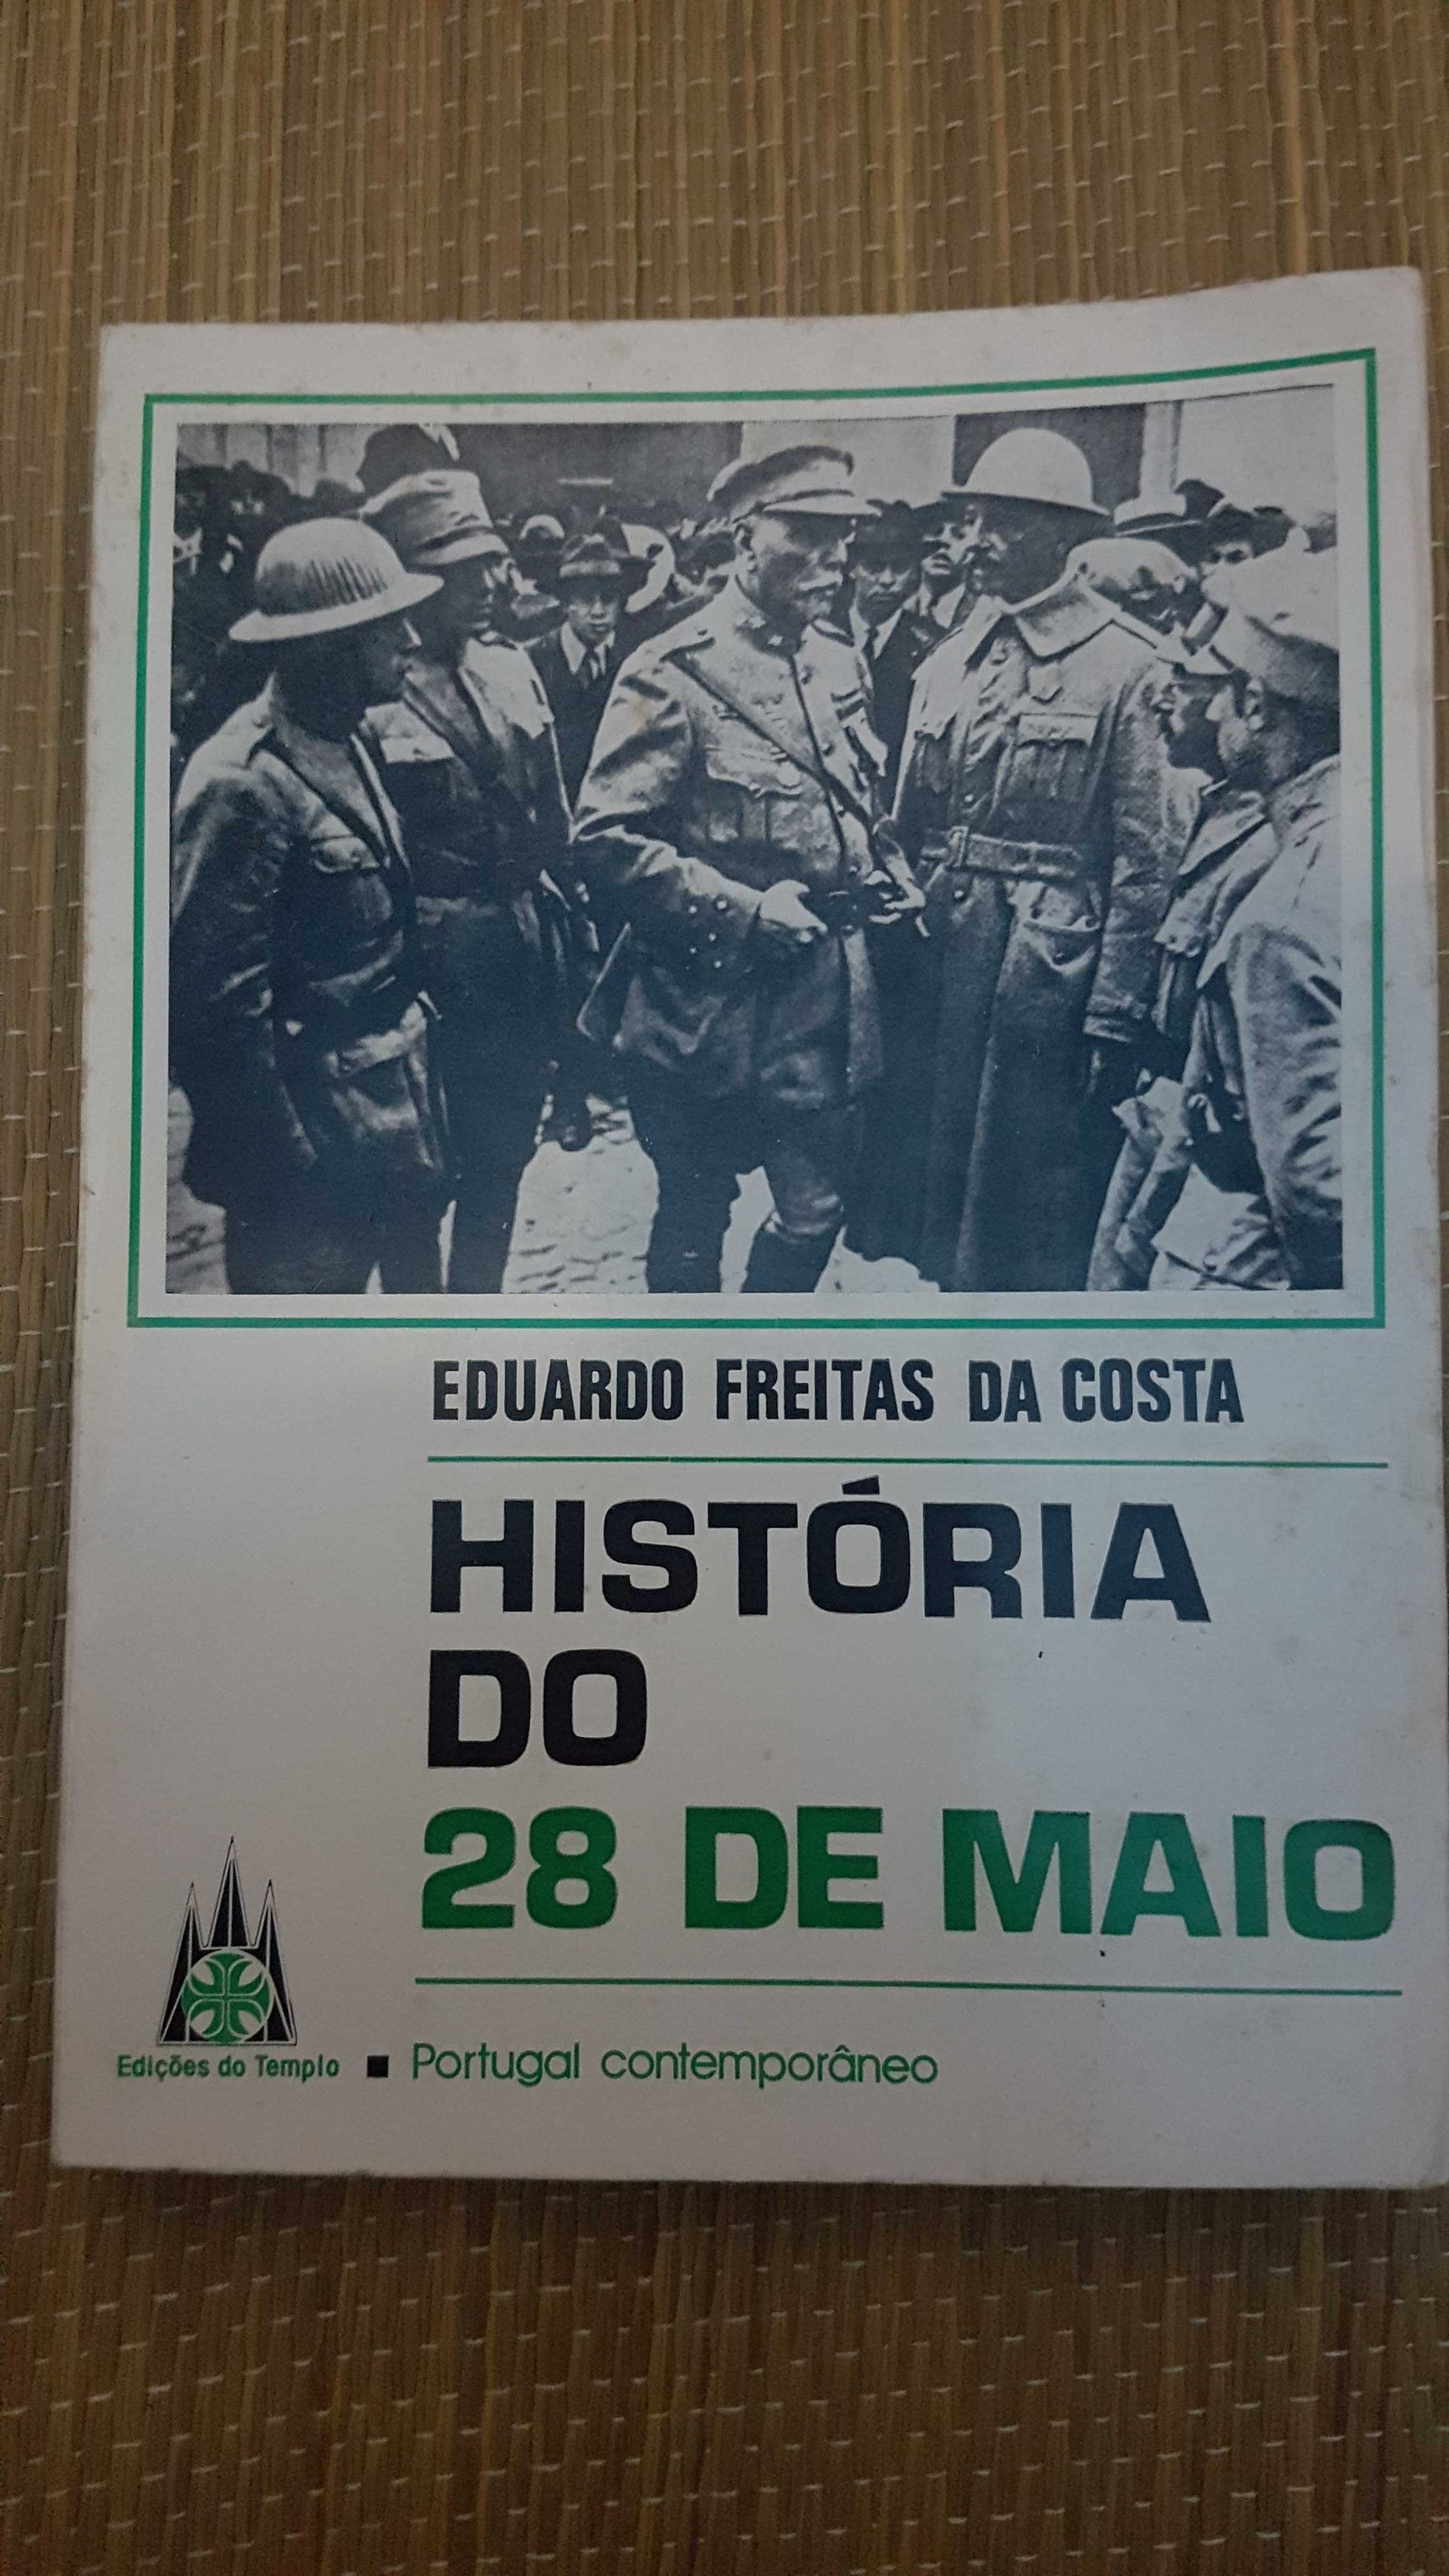 EDUARDO FREITAS DA COSTA
HISTÓRIA
DO
28 DE MAIO
Edições do Templo ■ Portugal contemporâneo